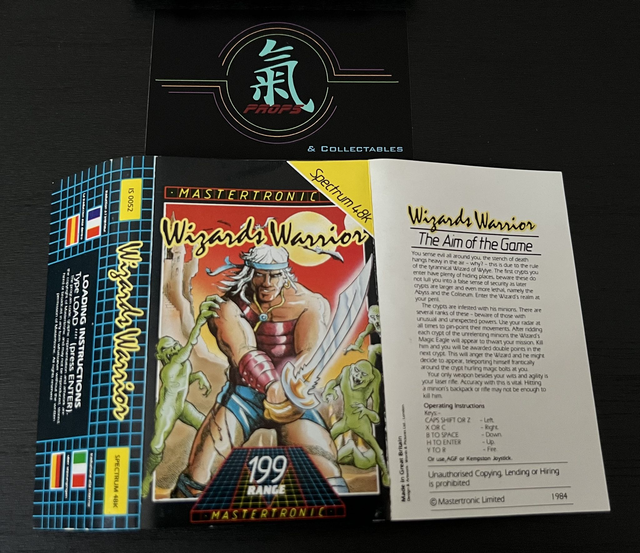 氣
PROPS
& COLLECTABLES
IS 0052
Wizards Warrior
SPECTRUM 48K
LOADING INSTRUCTIONS
Type LOAD "" (press ENTER).
MASTERTRONIC
Spectrum 48K
Wizards Warrior
199
RANGE
MASTERTRONIC
Wizards Warrior
The Aim of the Game
You sense evil all around you, the stench of death
hangs heavy in the air – why? – this is due to the rule
of the tyrannical Wizard of Wylye. The first crypts you
enter have plenty of hiding places, beware these do
not lull you into a false sense of security as later
crypts are larger and even more lethal, namely the
Abyss and the Coliseum. Enter the Wizard's realm at
your peril.
The crypts are infested with his minions. There are
several ranks of these – beware of those with
unusual and unexpected powers. Use your radar at
all times to pin-point their movements. After ridding
each crypt of the unrelenting minions the Wizard's
Magic Eagle will appear to thwart your mission. Kill
him and you will be awarded double points in the
next crypt. This will anger the Wizard and he might
decide to appear, teleporting himself frantically
around the crypt hurling magic bolts at you.
Your only weapon besides your wits and agility is
your laser rifle. Accuracy with this is vital. Hitting
a minion's backpack or rifle may not be enough to
kill him.
Operating Instructions
Keys –
CAPS SHIFT OR Z - Left.
X OR C - Right.
B TO SPACE - Down.
H TO ENTER - Up.
Y TO R - Fire.
Or use, AGF or Kempston Joystick.
Unauthorised Copying, Lending or Hiring
is prohibited
© Mastertronic Limited 1984
Made in Great Britain